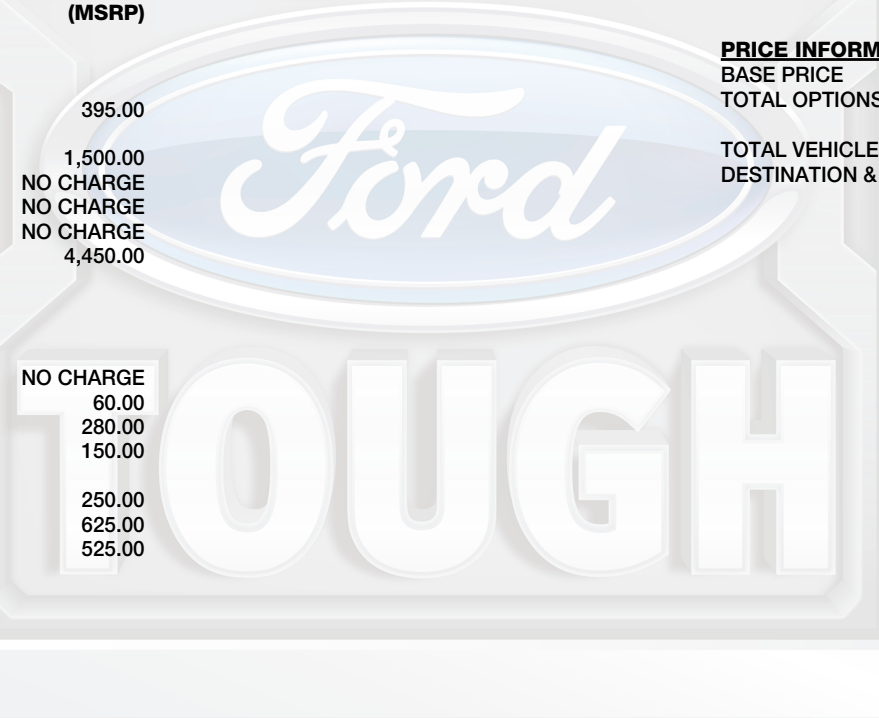 (MSRP)
395.00
1,500.00
NO CHARGE
NO CHARGE
NO CHARGE
4,450.00
NO CHARGE
60.00
280.00
150.00
250.00
625.00
525.00
PRICE INFORM
BASE PRICE
TOTAL OPTIONS
TOTAL VEHICLE
DESTINATION &
Ford
TOUGH